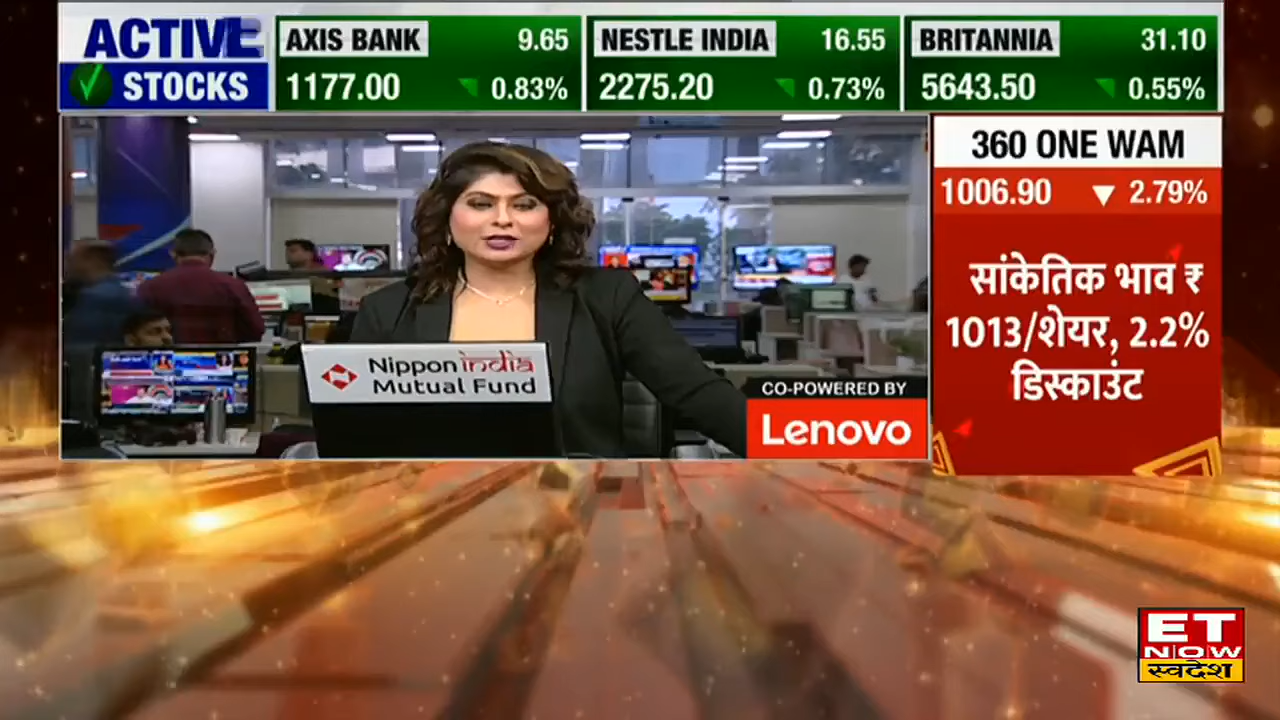 ACTIVE
STOCKS
AXIS BANK 9.65
1177.00 0.83%
NESTLE INDIA 16.55
2275.20 0.73%
BRITANNIA 31.10
5643.50 0.55%
360 ONE WAM
1006.90 2.79%
सांकेतिक भाव ₹
1013/शेयर, 2.2%
डिस्काउंट
Nippon india
Mutual Fund
CO-POWERED BY
Lenovo
ET
NOW
स्वदेश